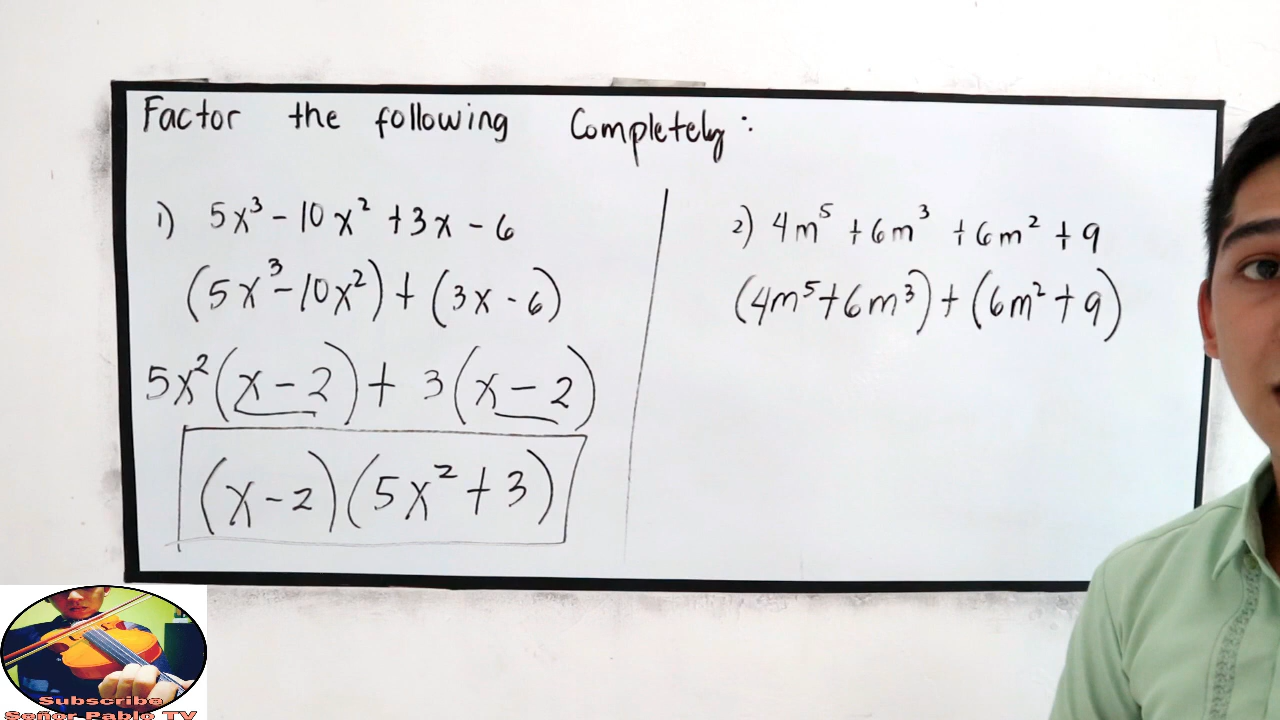 Factor the following Completely:
1) 5x³ - 10x² + 3x - 6
(5x³ - 10x²) + (3x - 6)
5x²(x - 2) + 3(x - 2)
(x - 2)(5x² + 3)
2) 4m⁵ + 6m³ + 6m² + 9
(4m⁵ + 6m³) + (6m² + 9)
Subscribe
Señor Pablo TV